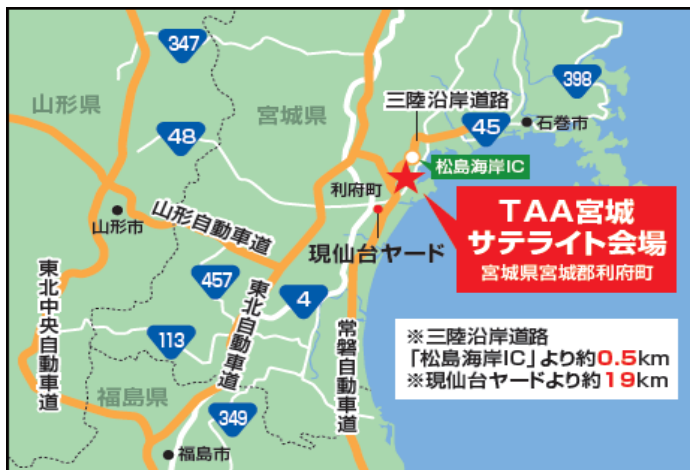 347
398
山形県
宮城県
三陸沿岸道路
48
45
石巻市
松島海岸IC
利府町
TAA宮城
サテライト会場
宮城県宮城郡利府町
山形市
山形自動車道
現仙台ヤード
東北中央自動車道
457
東北自動車道
4
113
常磐自動車道
※三陸沿岸道路
「松島海岸IC」より約0.5km
※現仙台ヤードより約19km
福島県
349
福島市